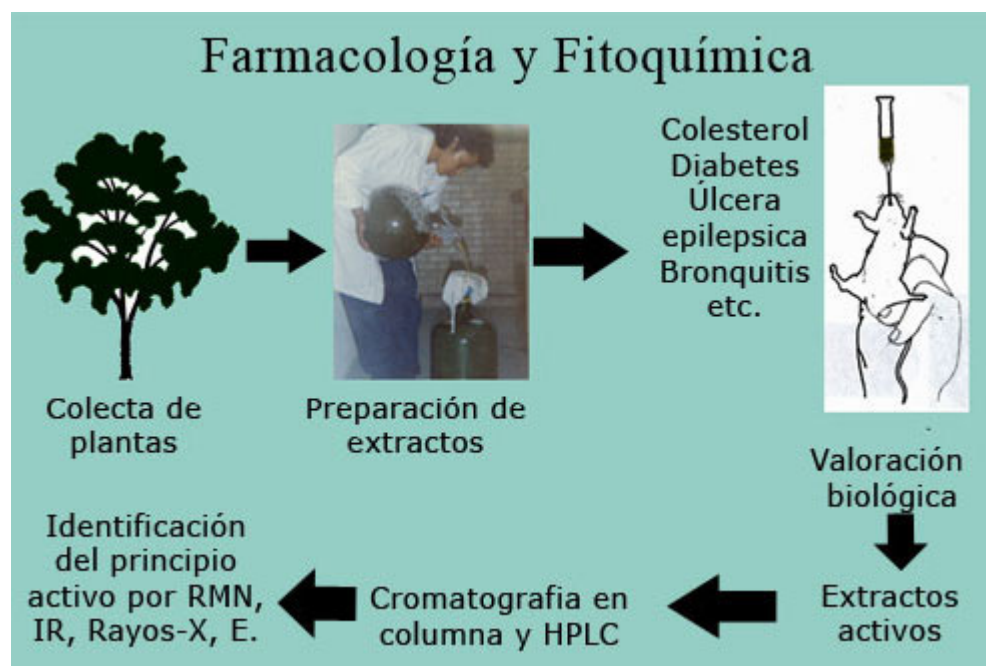 Farmacología y Fitoquímica
Colesterol
Diabetes
Úlcera
epilepsica
Bronquitis
etc.
Colecta de
plantas
Preparación de
extractos
Valoración
biológica
Extractos
activos
Cromatografia en
columna y HPLC
Identificación
del principio
activo por RMN,
IR, Rayos-X, E.